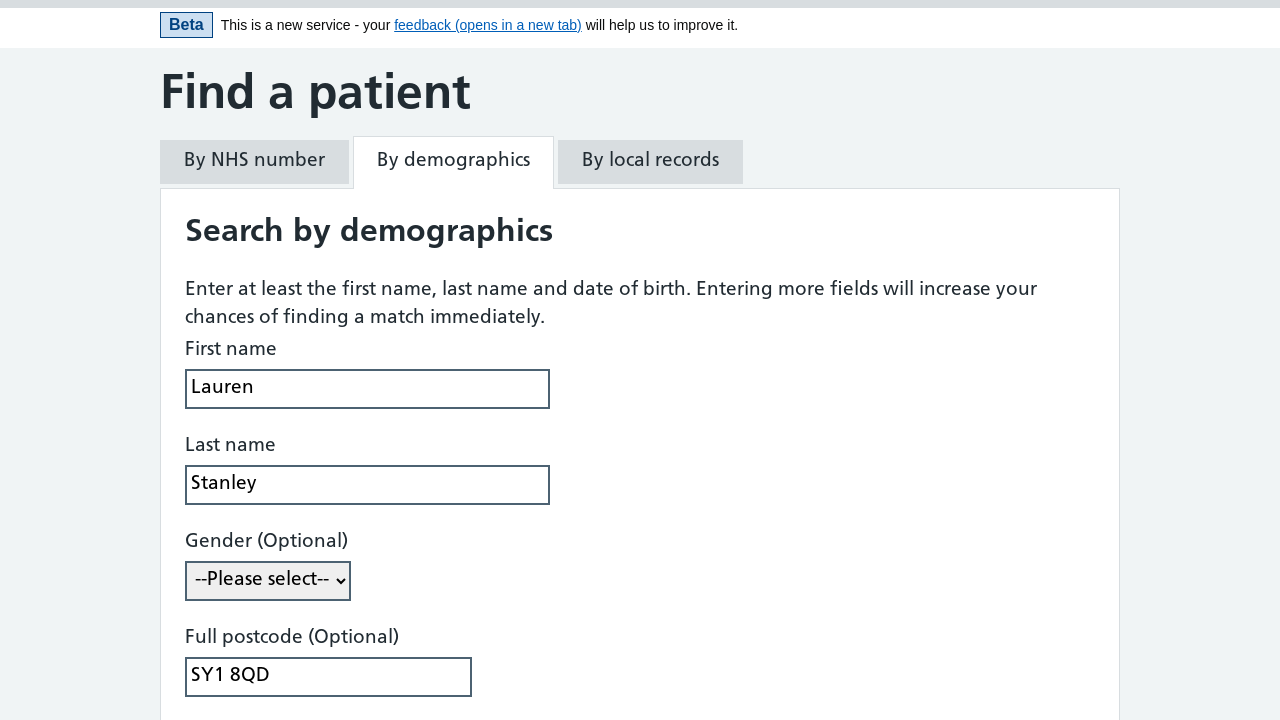 Beta This is a new service - your feedback (opens in a new tab) will help us to improve it.
Find a patient
By NHS number By demographics By local records
Search by demographics
Enter at least the first name, last name and date of birth. Entering more fields will increase your
chances of finding a match immediately.
First name
Lauren
Last name
Stanley
Gender (Optional)
--Please select--
Full postcode (Optional)
SY1 8QD